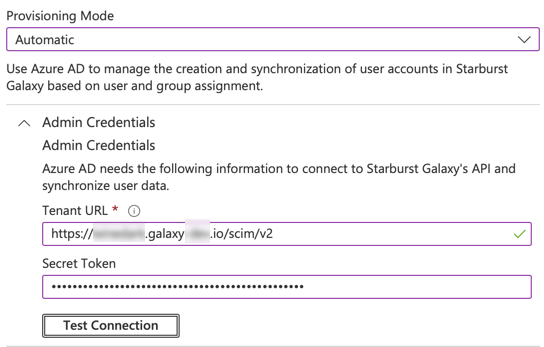 Provisioning Mode
Automatic
Use Azure AD to manage the creation and synchronization of user accounts in Starburst
Galaxy based on user and group assignment.
Admin Credentials
Admin Credentials
Azure AD needs the following information to connect to Starburst Galaxy's API and
synchronize user data.
Tenant URL *
https:// .galaxy .io/scim/v2
Secret Token
••••••••••••••••••••••••••••••••••••••••••••••••
Test Connection